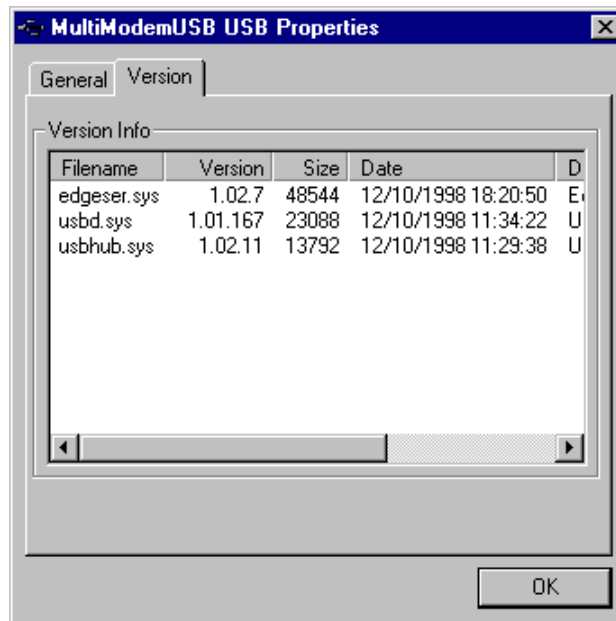 MultiModemUSB USB Properties
General Version
Version Info
Filename Version Size Date D
edgeser.sys 1.02.7 48544 12/10/1998 18:20:50
usbd.sys 1.01.167 23088 12/10/1998 11:34:22 U
usbhub.sys 1.02.11 13792 12/10/1998 11:29:38 U
OK